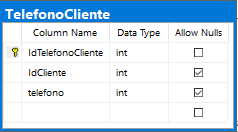 TelefonoCliente
Column Name Data Type Allow Nulls
IdTelefonoCliente int
IdCliente int
telefono int